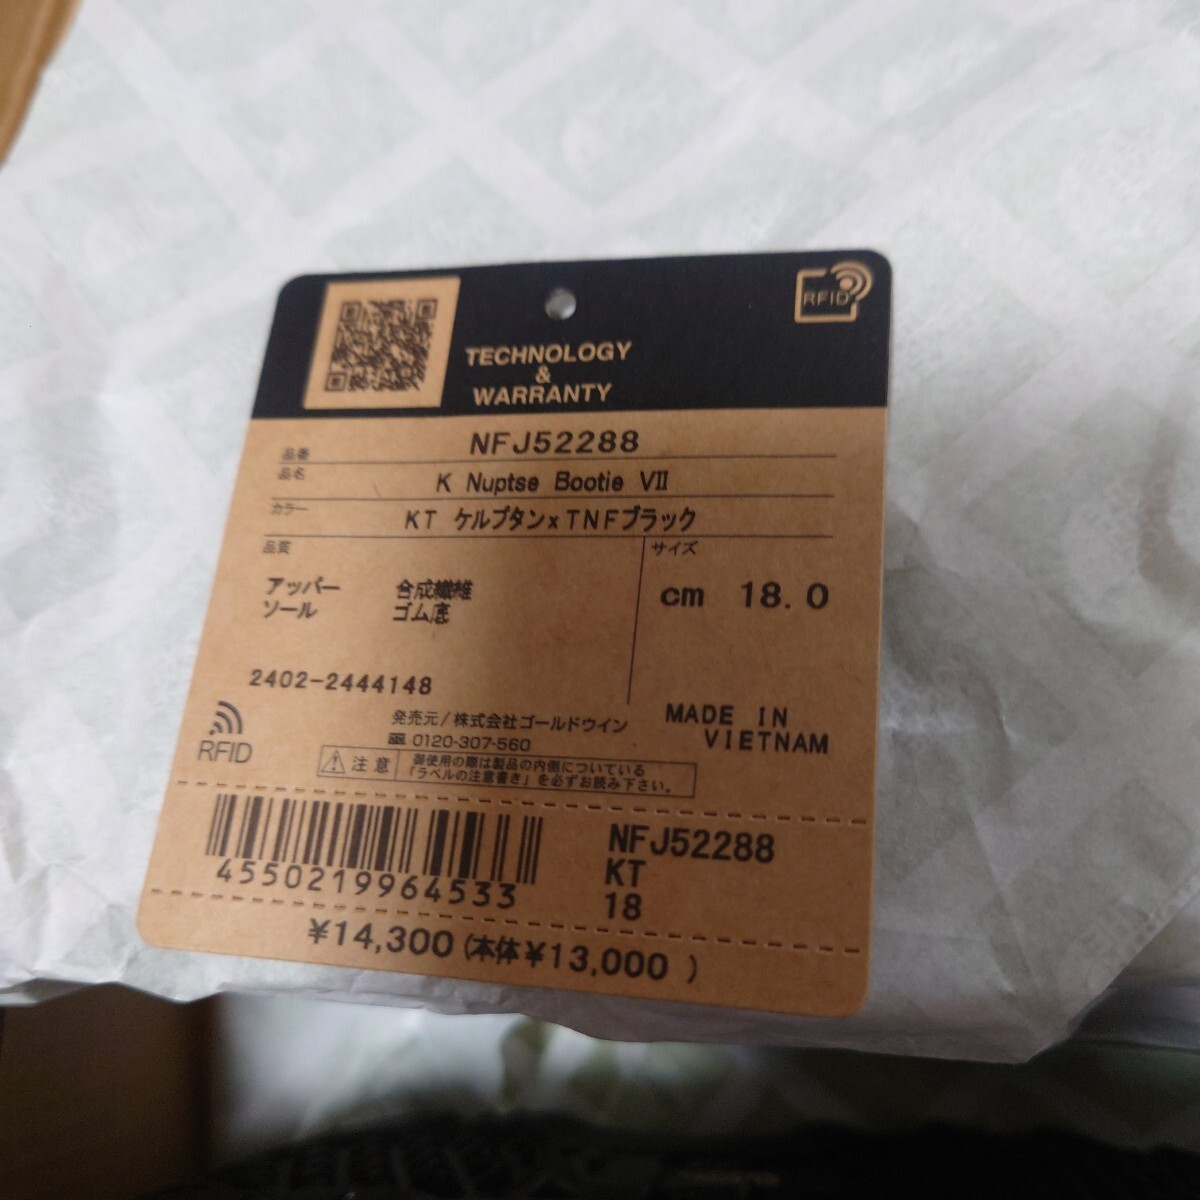 RFID
TECHNOLOGY
&
WARRANTY
品番 NFJ52288
品名 K Nuptse Bootie VII
カラー KT ケルプタン×TNFブラック
品質
アッパー 合成繊維
ソール ゴム底
サイズ
cm 18.0
2402-2444148
RFID
発売元/株式会社ゴールドウイン
0120-307-560
MADE IN
VIETNAM
注意 御使用の際は製品の内側についている
「ラベルの注意書き」を必ずお読み下さい。
4550219964533
NFJ52288
KT
18
¥14,300(本体¥13,000 )